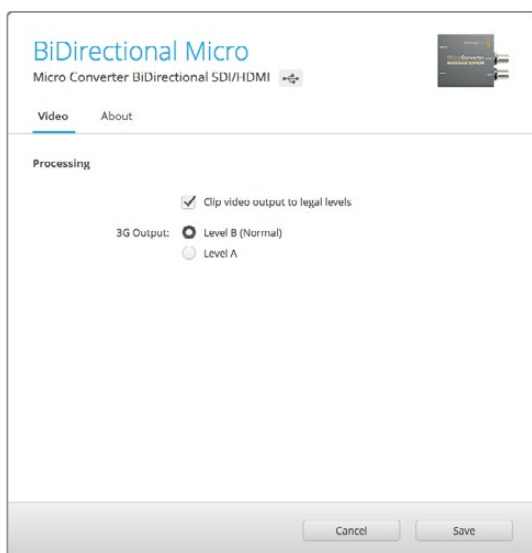 BiDirectional Micro
Micro Converter BiDirectional SDI/HDMI
Video About
Processing
Clip video output to legal levels
3G Output: Level B (Normal)
Level A
Cancel Save